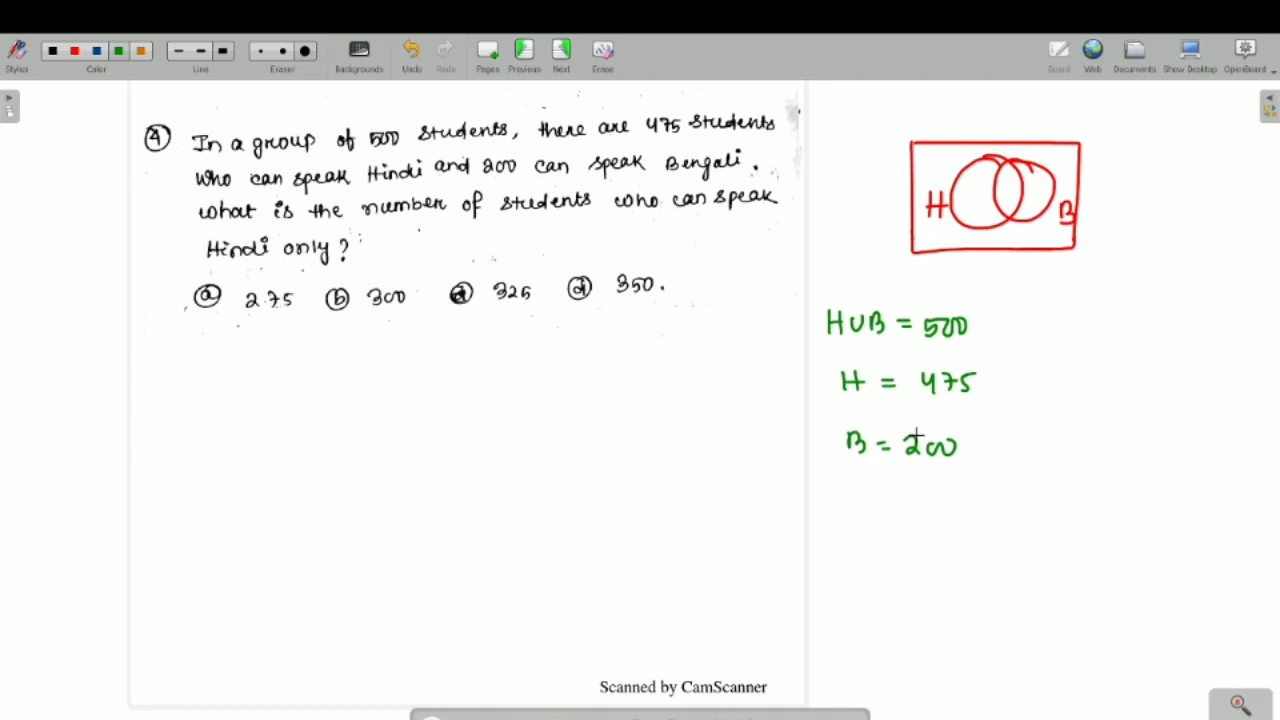 Stylus
Color
Line
Eraser
Backgrounds
Undo
Redo
Pages
Previous
Next
Erase
Board
Web
Documents
Show Desktop
OpenBoard
④ In a group of 500 students, there are 475 students
who can speak Hindi and 200 can speak Bengali.
what is the number of students who can speak
Hindi only?
ⓐ 275 ⓑ 300 ⓓ 325 ⓓ 350.
H B
H∪B = 500
H = 475
B = 200
Scanned by CamScanner